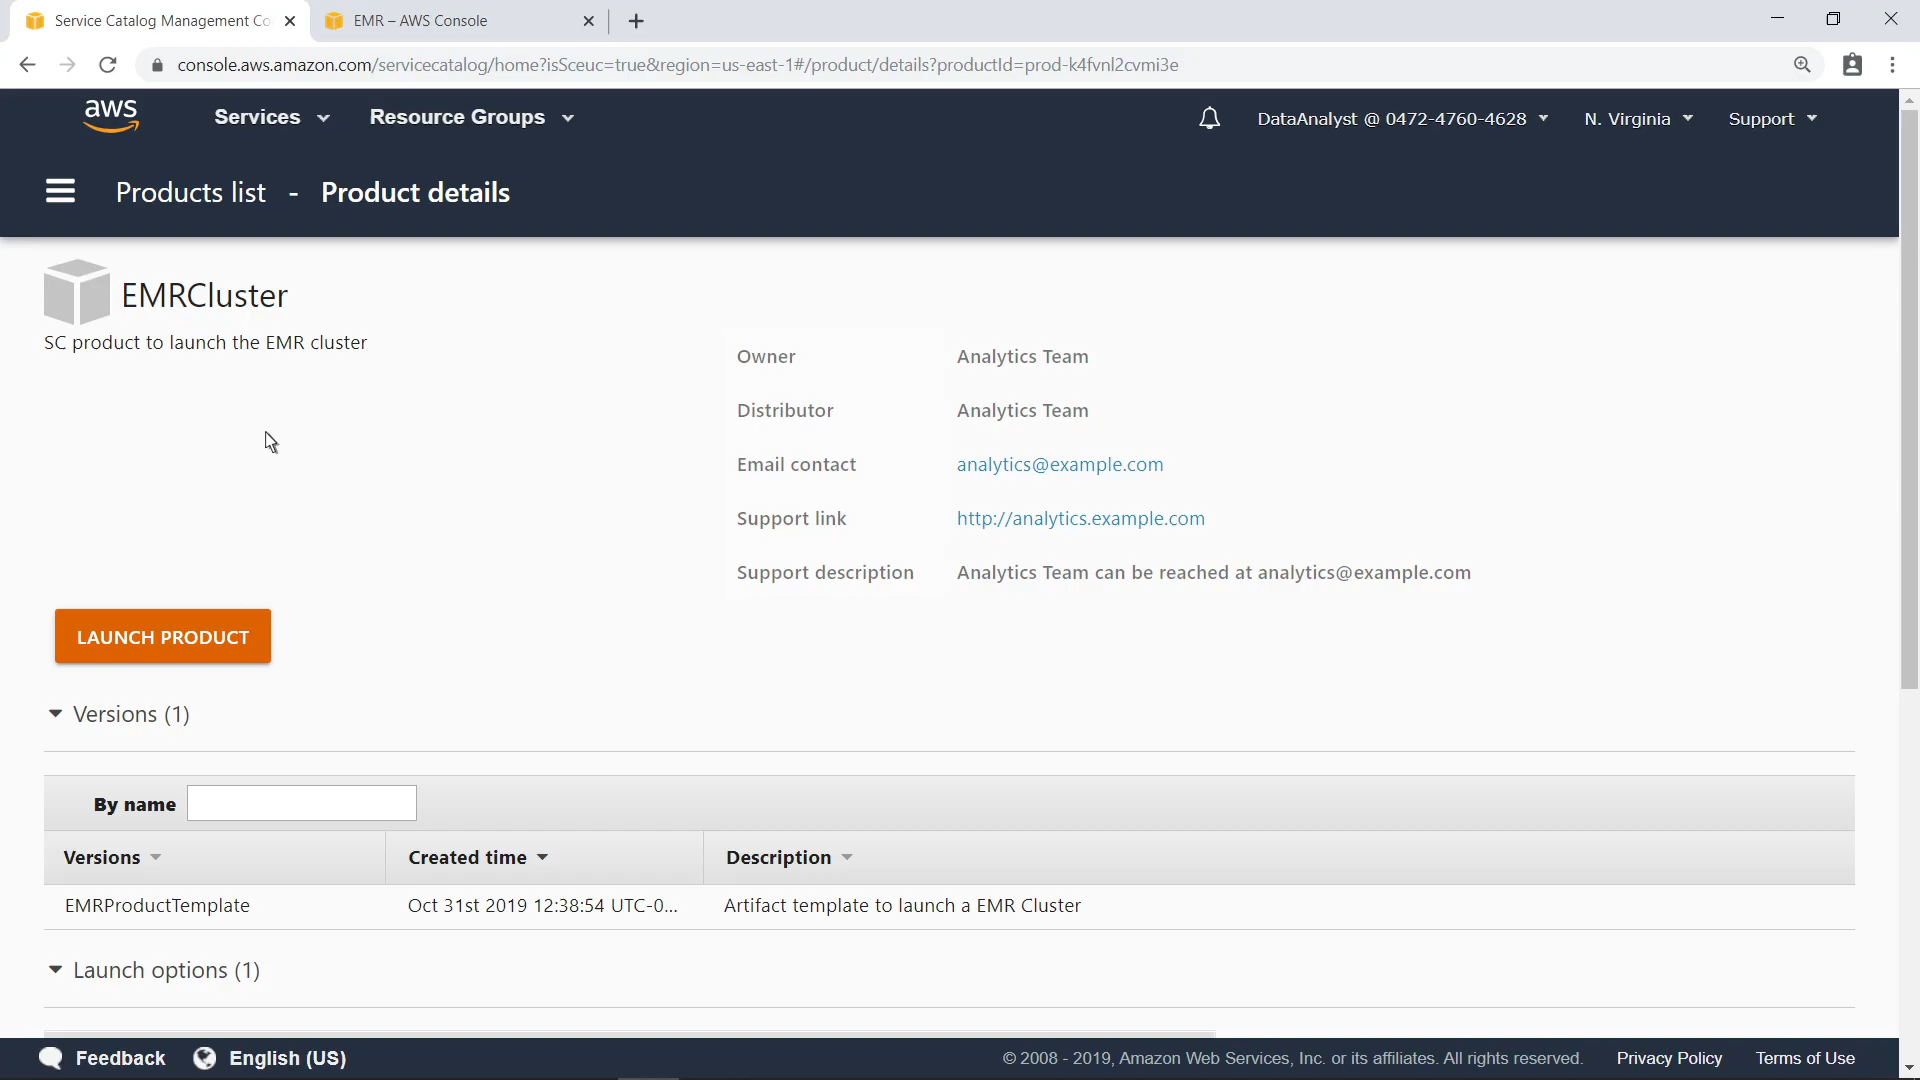 Service Catalog Management Co
EMR – AWS Console
console.aws.amazon.com/servicecatalog/home?isSceuc=true&region=us-east-1#/product/details?productId=prod-k4fvnl2cvmi3e
aws Services Resource Groups DataAnalyst @ 0472-4760-4628 N. Virginia Support
Products list - Product details
EMRCluster
SC product to launch the EMR cluster
Owner Analytics Team
Distributor Analytics Team
Email contact analytics@example.com
Support link http://analytics.example.com
Support description Analytics Team can be reached at analytics@example.com
LAUNCH PRODUCT
Versions (1)
By name
Versions Created time Description
EMRProductTemplate Oct 31st 2019 12:38:54 UTC-0... Artifact template to launch a EMR Cluster
Launch options (1)
Feedback English (US) © 2008 - 2019, Amazon Web Services, Inc. or its affiliates. All rights reserved. Privacy Policy Terms of Use